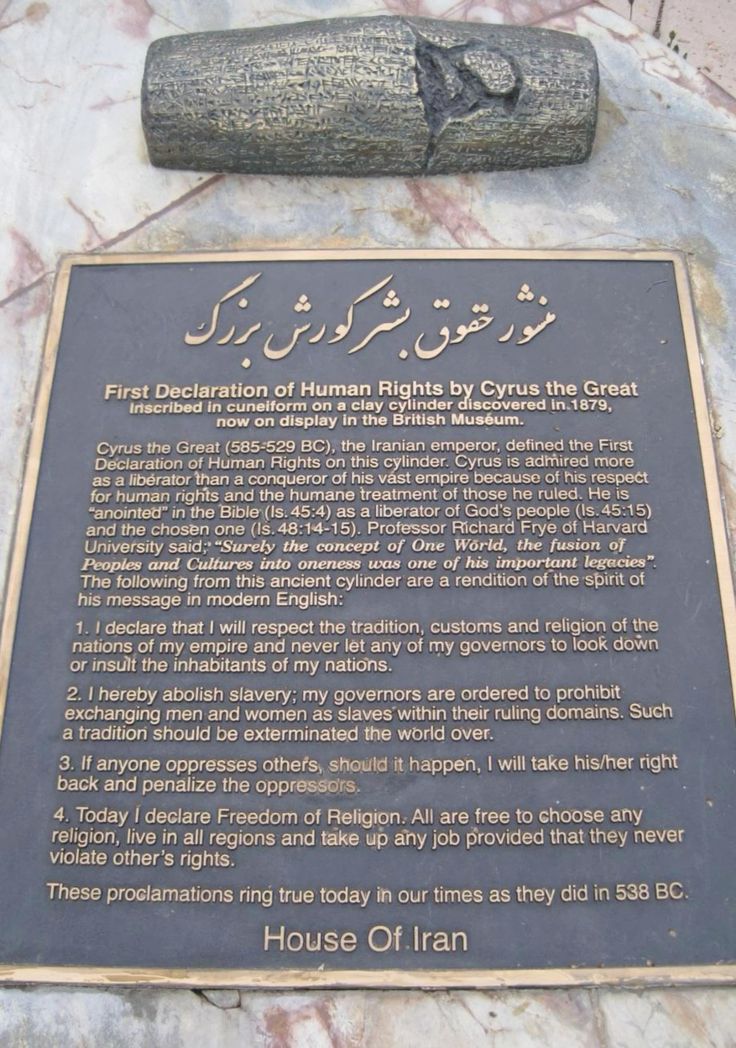 منشور حقوق بشر کورش بزرگ
First Declaration of Human Rights by Cyrus the Great
Inscribed in cuneiform on a clay cylinder discovered in 1879,
now on display in the British Museum.
Cyrus the Great (585-529 BC), the Iranian emperor, defined the First
Declaration of Human Rights on this cylinder. Cyrus is admired more
as a liberator than a conqueror of his vast empire because of his respect
for human rights and the humane treatment of those he ruled. He is
“anointed” in the Bible (Is. 45:4) as a liberator of God's people (Is. 45:15)
and the chosen one (Is. 48:14-15). Professor Richard Frye of Harvard
University said; “Surely the concept of One World, the fusion of
Peoples and Cultures into oneness was one of his important legacies”.
The following from this ancient cylinder are a rendition of the spirit of
his message in modern English:
1. I declare that I will respect the tradition, customs and religion of the
nations of my empire and never let any of my governors to look down
or insult the inhabitants of my nations.
2. I hereby abolish slavery; my governors are ordered to prohibit
exchanging men and women as slaves within their ruling domains. Such
a tradition should be exterminated the world over.
3. If anyone oppresses others, should it happen, I will take his/her right
back and penalize the oppressors.
4. Today I declare Freedom of Religion. All are free to choose any
religion, live in all regions and take up any job provided that they never
violate other's rights.
These proclamations ring true today in our times as they did in 538 BC.
House Of Iran